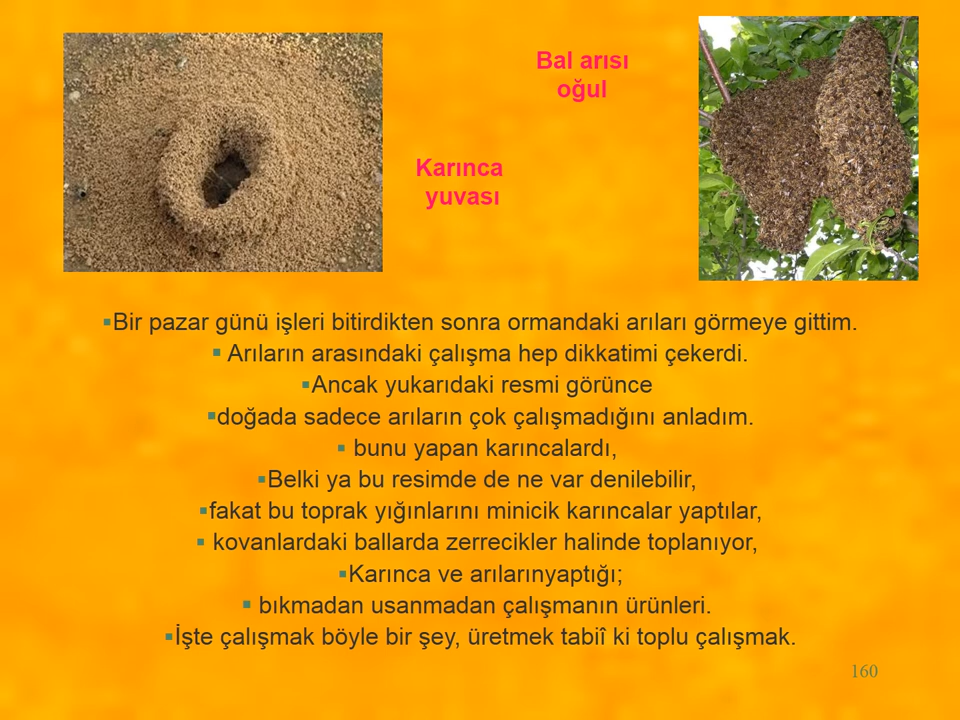 Bal arısı
oğul
Karınca
yuvası
▪Bir pazar günü işleri bitirdikten sonra ormandaki arıları görmeye gittim.
▪ Arıların arasındaki çalışma hep dikkatimi çekerdi.
▪Ancak yukarıdaki resmi görünce
▪doğada sadece arıların çok çalışmadığını anladım.
▪ bunu yapan karıncalardı,
▪Belki ya bu resimde de ne var denilebilir,
▪fakat bu toprak yığınlarını minicik karıncalar yaptılar,
▪ kovanlardaki ballarda zerrecikler halinde toplanıyor,
▪Karınca ve arılarınyaptığı;
▪ bıkmadan usanmadan çalışmanın ürünleri.
▪İşte çalışmak böyle bir şey, üretmek tabiî ki toplu çalışmak.
160